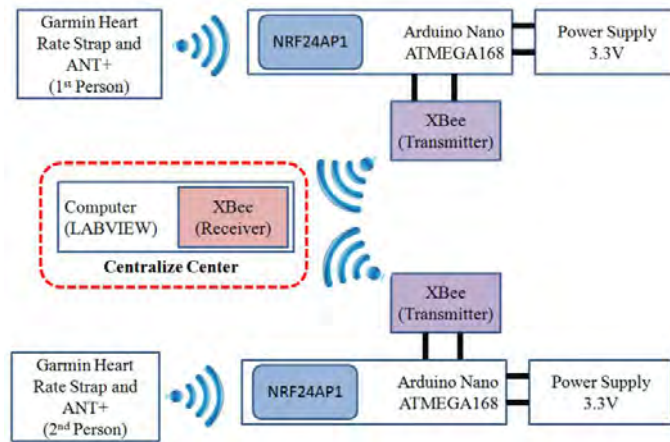 Garmin Heart
Rate Strap and
ANT+
(1st Person)
NRF24AP1
Arduino Nano
ATMEGA168
Power Supply
3.3V
XBee
(Transmitter)
Computer
(LABVIEW)
XBee
(Receiver)
Centralize Center
XBee
(Transmitter)
Garmin Heart
Rate Strap and
ANT+
(2nd Person)
NRF24AP1
Arduino Nano
ATMEGA168
Power Supply
3.3V